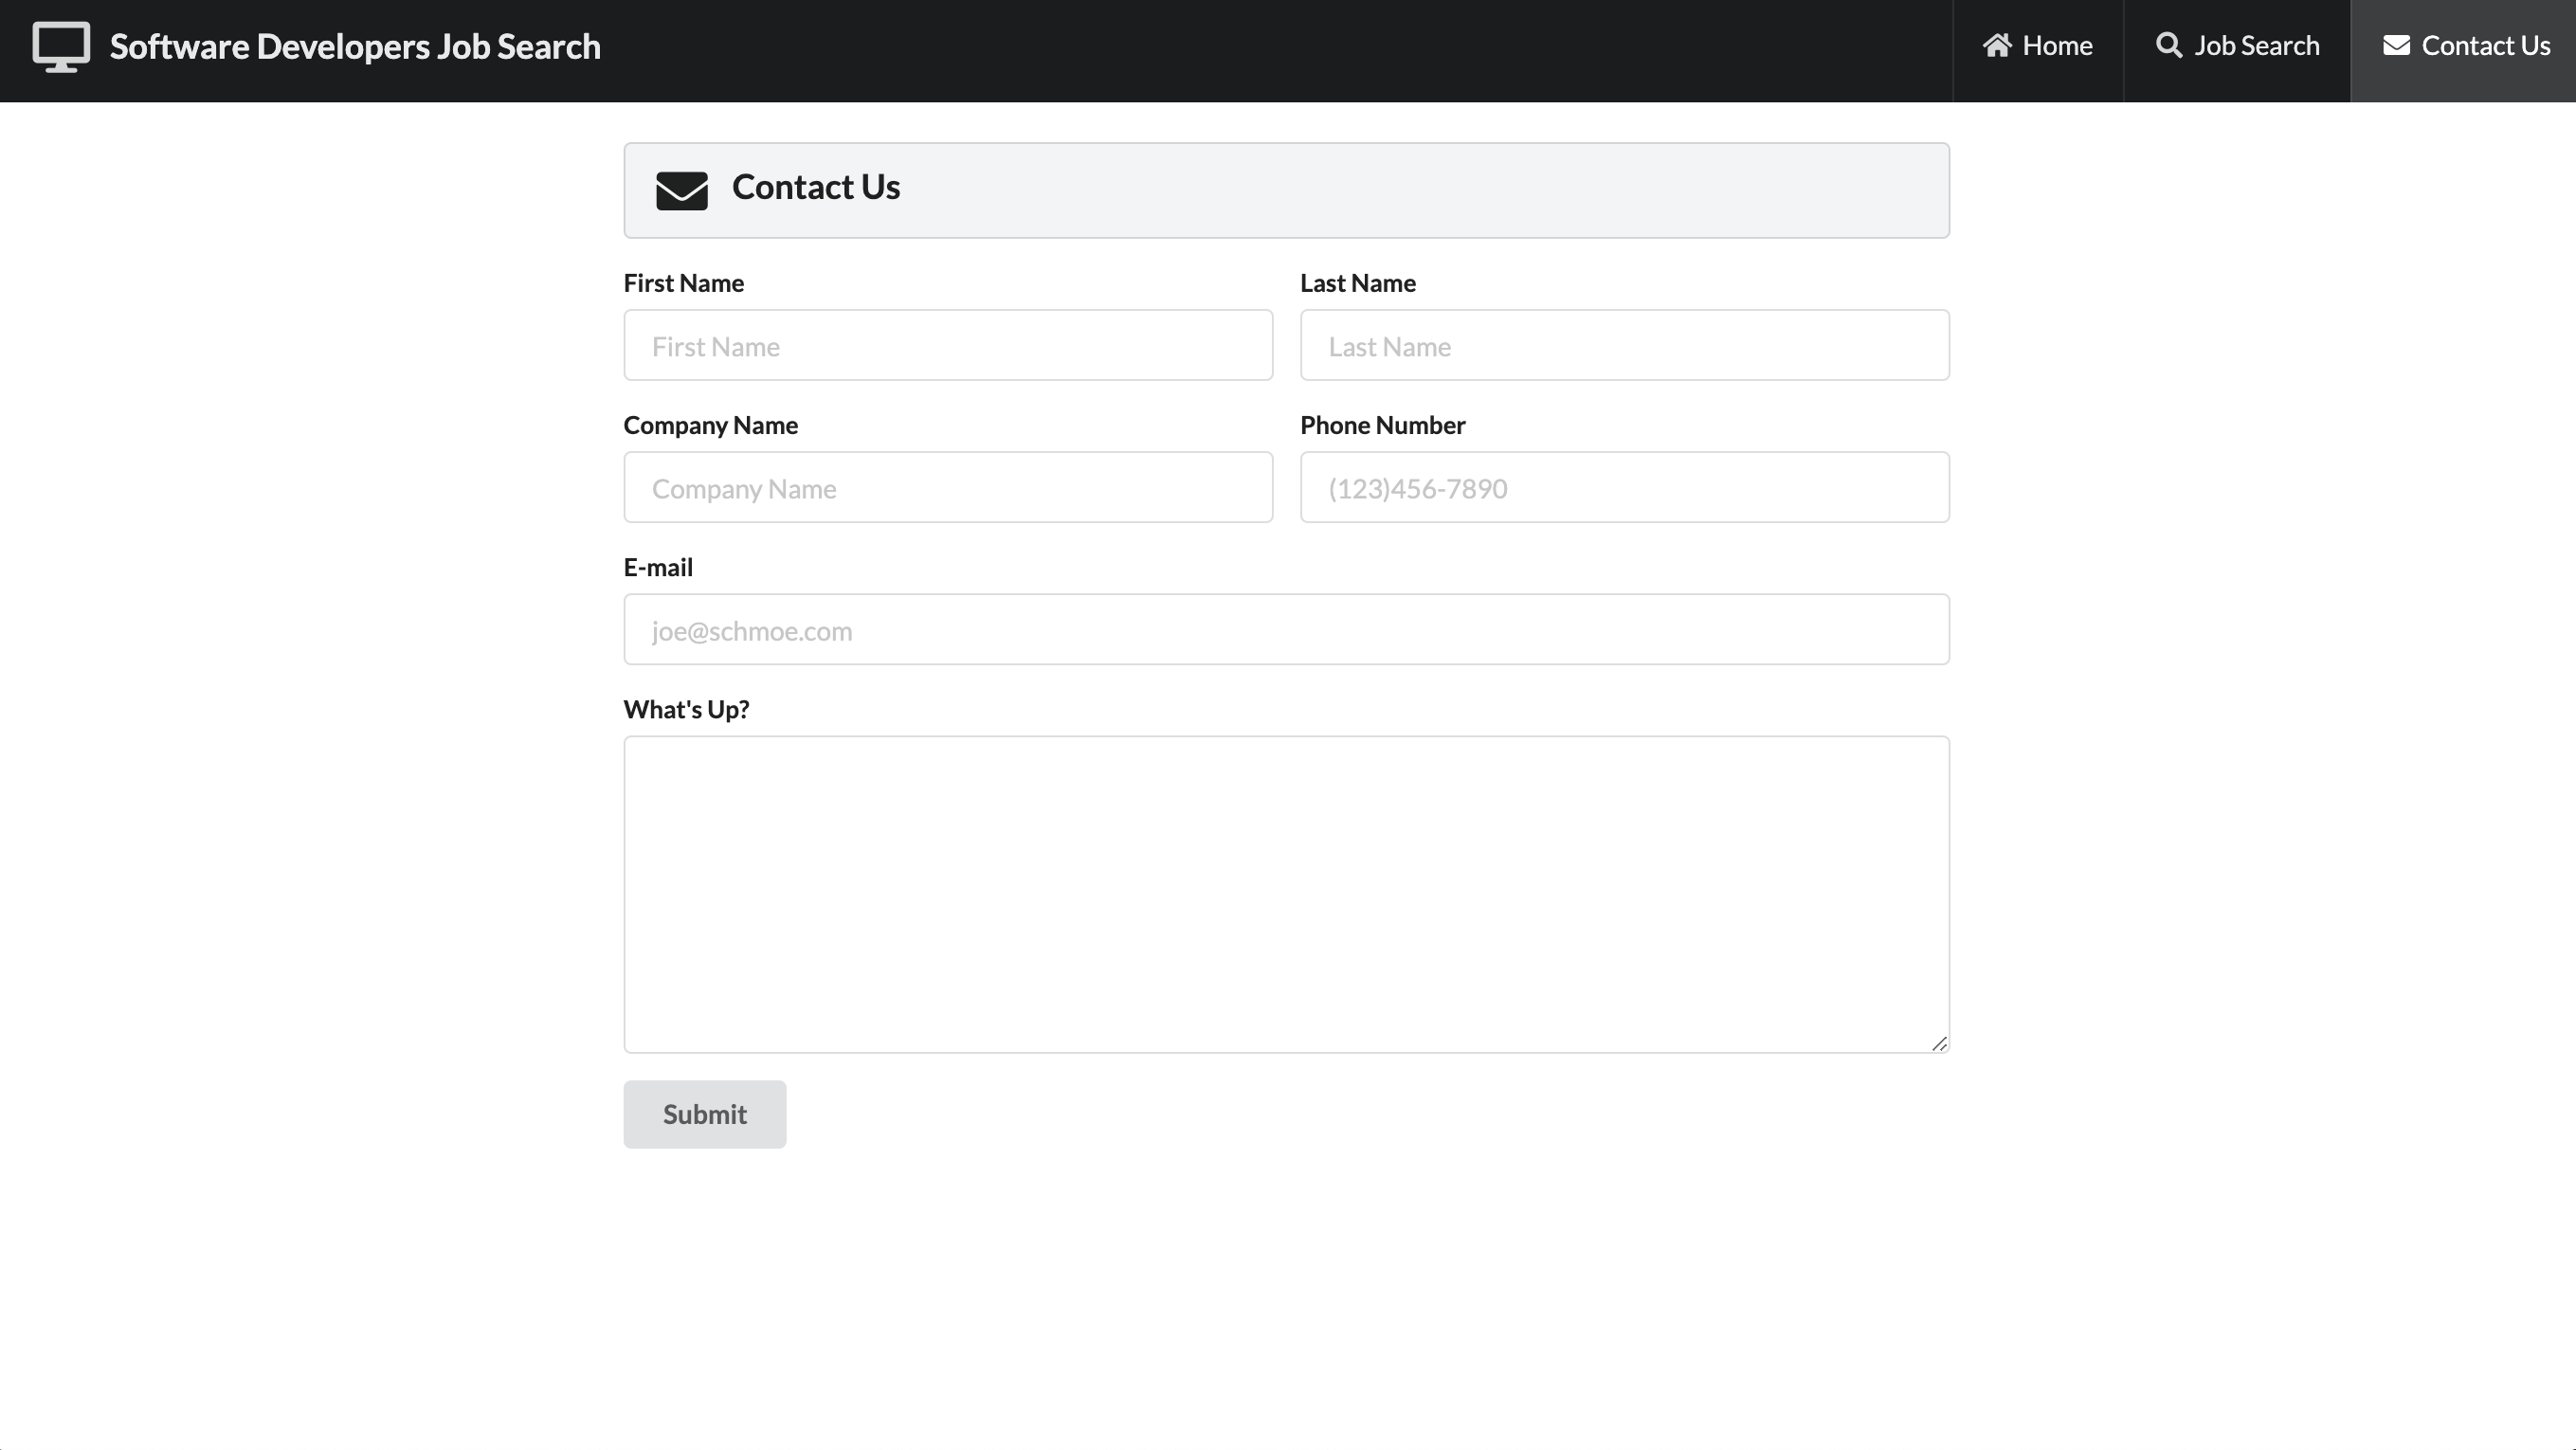 Software Developers Job Search
Home
Job Search
Contact Us
Contact Us
First Name
Last Name
First Name
Last Name
Company Name
Phone Number
Company Name
(123)456-7890
E-mail
joe@schmoe.com
What's Up?
Submit